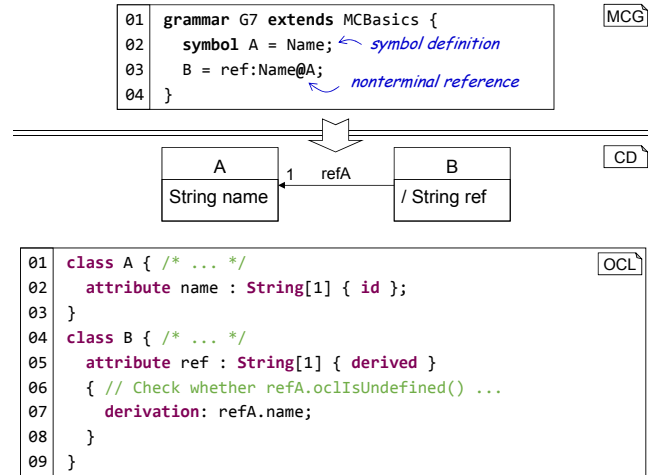 MCG
01 grammar G7 extends MCBasics {
02 symbol A = Name; symbol definition
03 B = ref:Name@A;
nonterminal reference
04 }
CD
A 1 refA B
String name / String ref
OCL
01 class A { /* ... */
02 attribute name : String[1] { id };
03 }
04 class B { /* ... */
05 attribute ref : String[1] { derived }
06 { // Check whether refA.oclIsUndefined() ...
07 derivation: refA.name;
08 }
09 }